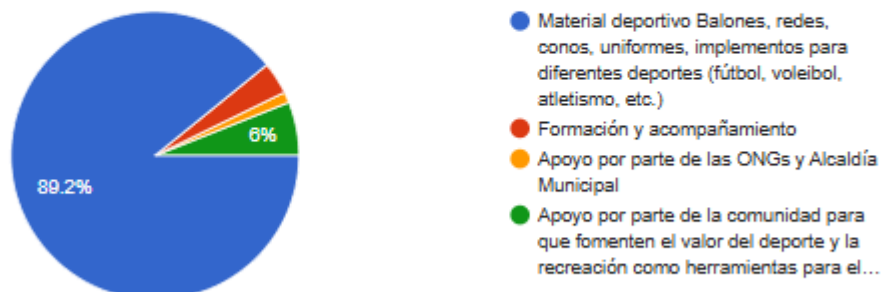 89.2%
6%
Material deportivo Balones, redes,
conos, uniformes, implementos para
diferentes deportes (fútbol, voleibol,
atletismo, etc.)
Formación y acompañamiento
Apoyo por parte de las ONGs y Alcaldía
Municipal
Apoyo por parte de la comunidad para
que fomenten el valor del deporte y la
recreación como herramientas para el...